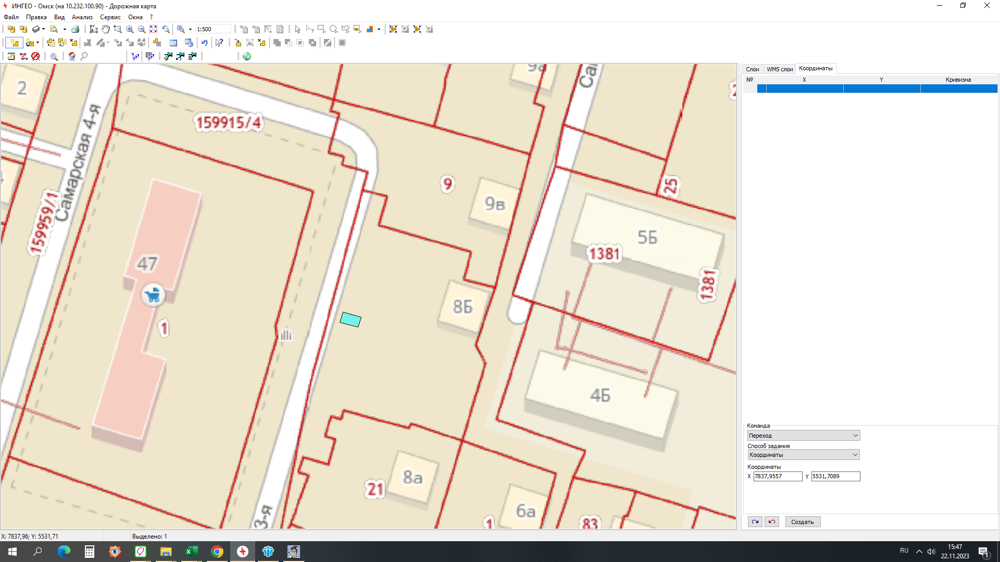 ИНГЕО - Омск (на 10.232.100.90) - Дорожная карта
Файл Правка Вид Анализ Сервис Окна ?
1:500
Слои WMS слои Координаты
№ X Y Кривизна
2
9а
159915/4
Самарская 4-я
159959/1
9
9в
25
5Б
1381
1381
47
1
8Б
4Б
8а
21
6а
1
83
3-я
Команда
Переход
Способ задания
Координаты
Координаты
X 7837,9557 Y 5531,7089
Создать
X: 7837,96; Y: 5531,71
Выделено: 1
RU
15:47
22.11.2023
1